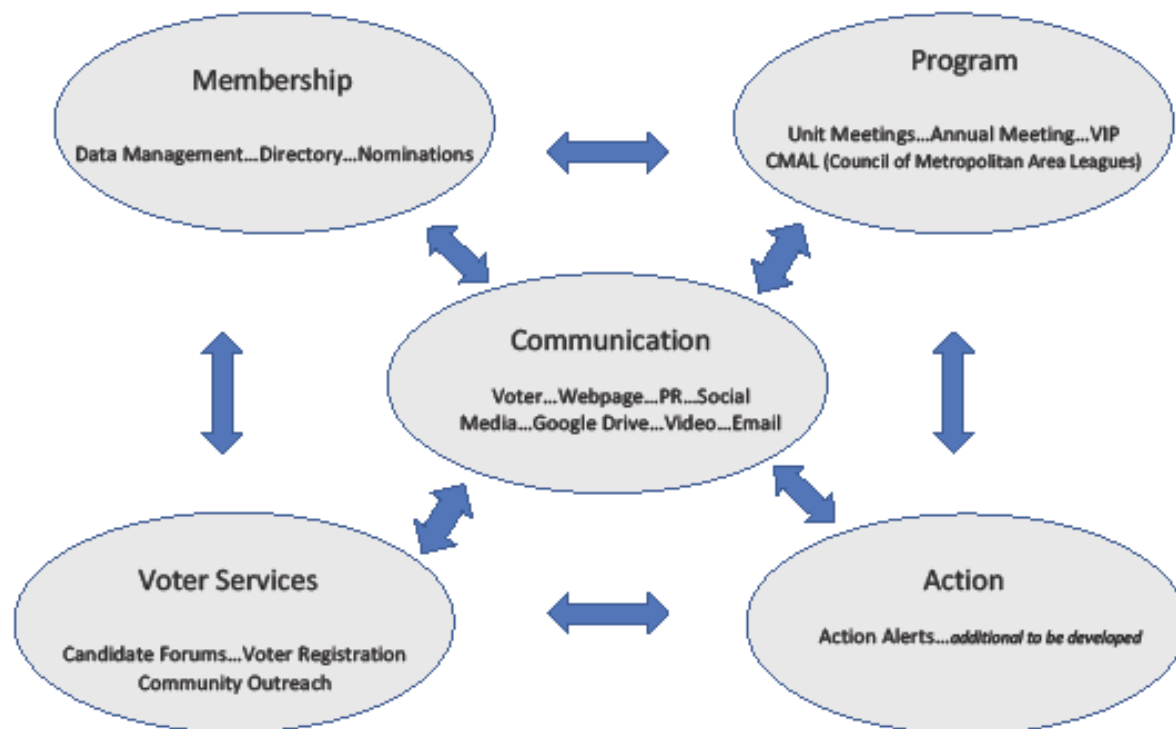 Membership
Data Management...Directory...Nominations
Program
Unit Meetings...Annual Meeting...VIP
CMAL (Council of Metropolitan Area Leagues)
Communication
Voter...Webpage...PR...Social
Media...Google Drive...Video...Email
Voter Services
Candidate Forums...Voter Registration
Community Outreach
Action
Action Alerts...additional to be developed